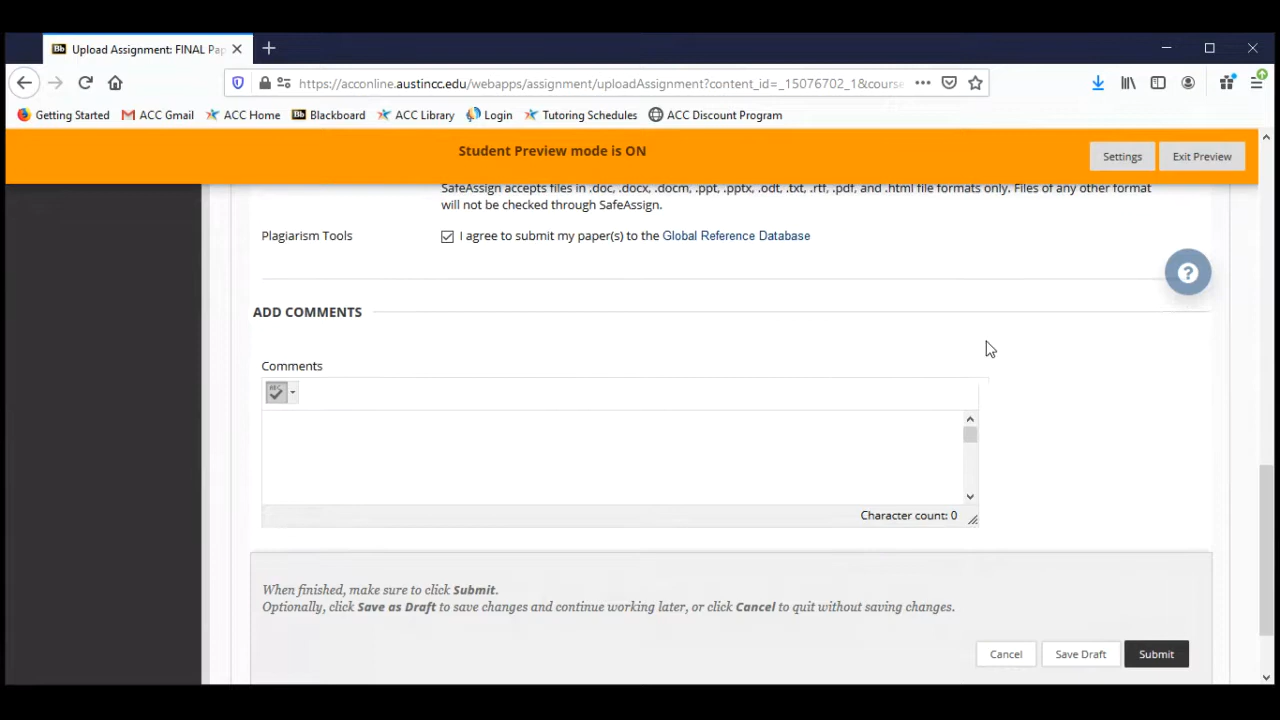 Bb Upload Assignment: FINAL Pap
https://acconline.austincc.edu/webapps/assignment/uploadAssignment?content_id=_15076702_1&course
Getting Started ACC Gmail ACC Home Bb Blackboard ACC Library Login Tutoring Schedules ACC Discount Program
Student Preview mode is ON
Settings Exit Preview
SafeAssign accepts files in .doc, .docx, .docm, .ppt, .pptx, .odt, .txt, .rtf, .pdf, and .html file formats only. Files of any other format
will not be checked through SafeAssign.
Plagiarism Tools I agree to submit my paper(s) to the Global Reference Database
?
ADD COMMENTS
Comments
ABC
Character count: 0
When finished, make sure to click Submit.
Optionally, click Save as Draft to save changes and continue working later, or click Cancel to quit without saving changes.
Cancel Save Draft Submit